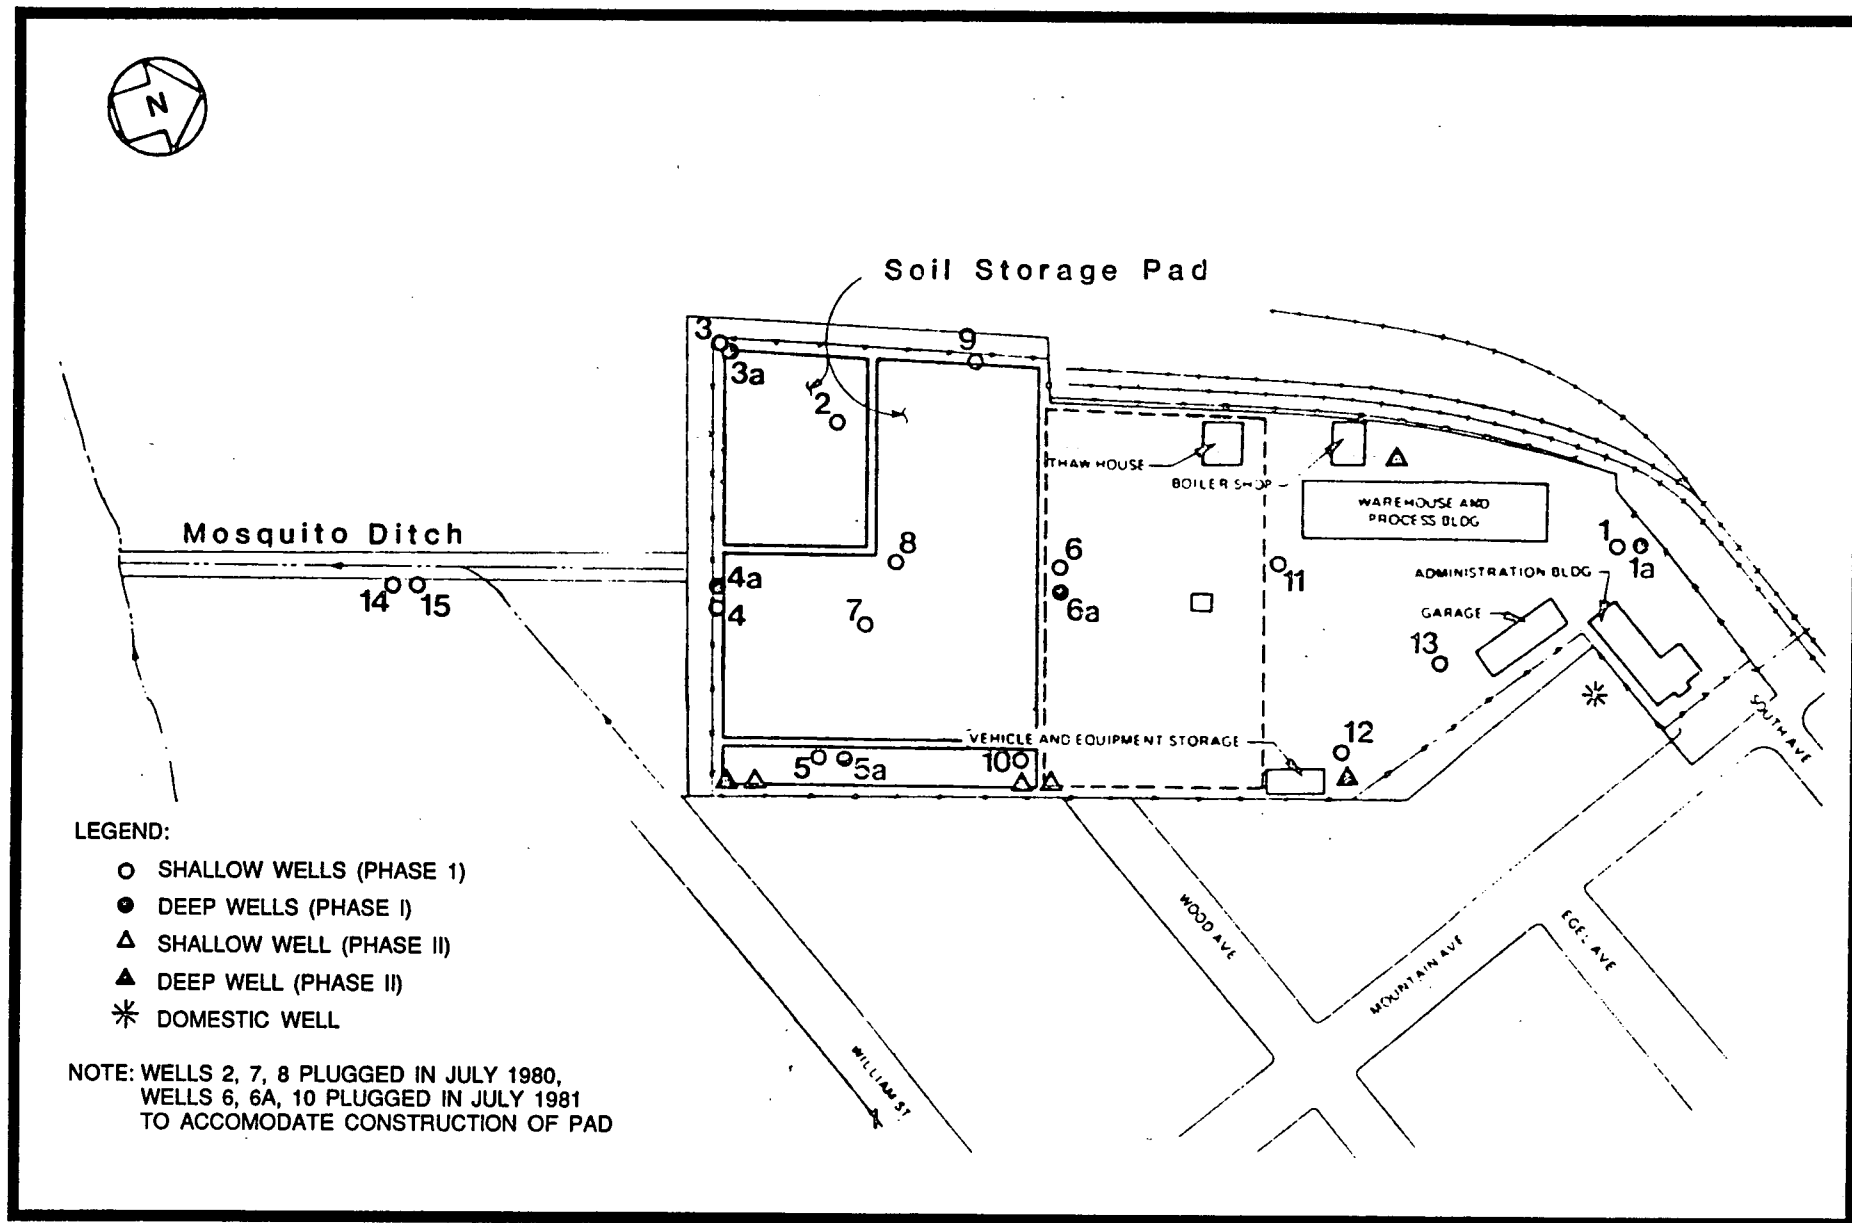 N
Soil Storage Pad
3
9
3a
2
THAW HOUSE
BOILER SHOP
WAREHOUSE AND
PROCESS BLDG
Mosquito Ditch
8
6
1
1a
11
ADMINISTRATION BLDG
4a
14
15
4
7
6a
GARAGE
13
SOUTH AVE
VEHICLE AND EQUIPMENT STORAGE
12
5
5a
10
LEGEND:
SHALLOW WELLS (PHASE 1)
DEEP WELLS (PHASE I)
SHALLOW WELL (PHASE II)
DEEP WELL (PHASE II)
DOMESTIC WELL
WOOD AVE
EGEL AVE
MOUNTAIN AVE
WILLIAM ST
NOTE: WELLS 2, 7, 8 PLUGGED IN JULY 1980,
WELLS 6, 6A, 10 PLUGGED IN JULY 1981
TO ACCOMODATE CONSTRUCTION OF PAD